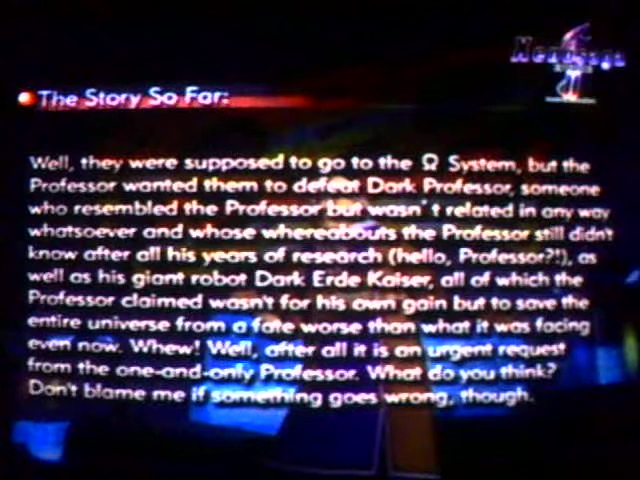 Xenosaga
The Story So Far:
Well, they were supposed to go to the Ω System, but the
Professor wanted them to defeat Dark Professor, someone
who resembled the Professor but wasn't related in any way
whatsoever and whose whereabouts the Professor still didn't
know after all his years of research (hello, Professor?!), as
well as his giant robot Dark Erde Kaiser, all of which the
Professor claimed wasn't for his own gain but to save the
entire universe from a fate worse than what it was facing
even now. Whew! Well, after all it is an urgent request
from the one-and-only Professor. What do you think?
Don't blame me if something goes wrong, though.